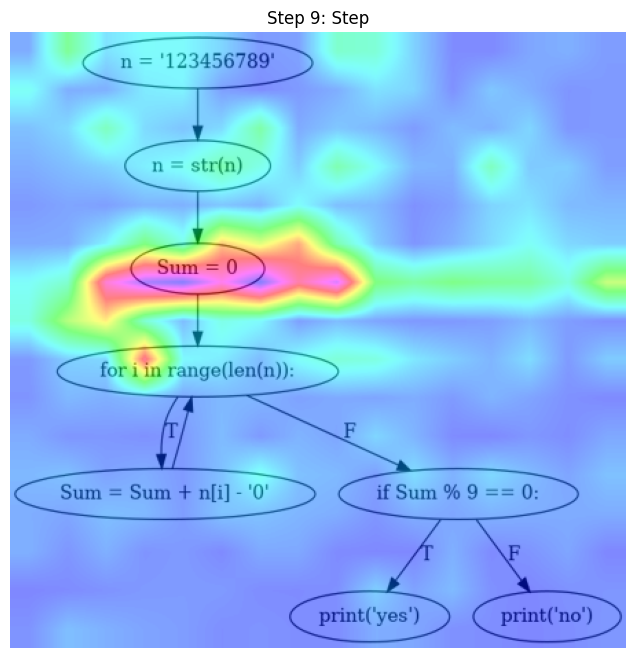 Step 9: Step
n = '123456789'
n = str(n)
Sum = 0
for i in range(len(n)):
T
F
Sum = Sum + n[i] - '0'
if Sum % 9 == 0:
T
F
print('yes')
print('no')